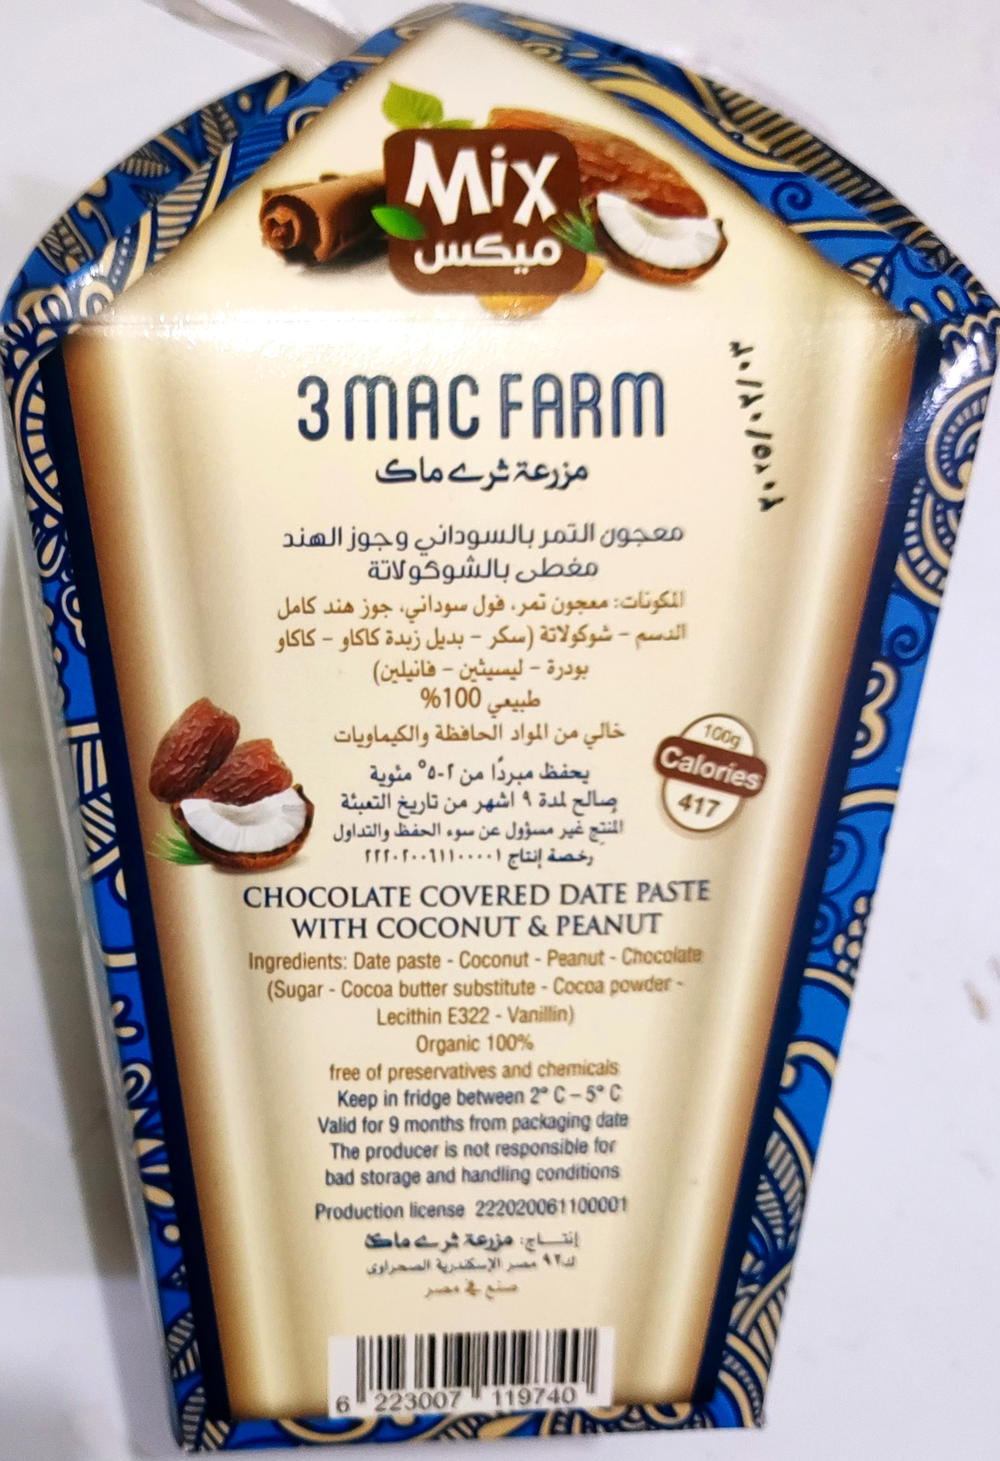 Mix
ميكس
3 MAC FARM
مزرعة ثرے ماك
معجون التمر بالسوداني وجوز الهند
مغطى بالشوكولاتة
المكونات: معجون تمر، فول سوداني، جوز هند كامل
الدسم - شوكولاتة (سكر - بديل زبدة كاكاو - كاكاو
بودرة - ليسيثين - فانيلين)
طبيعي 100%
خالي من المواد الحافظة والكيماويات
يحفظ مبردًا من ٢-٥° مئوية
صالح لمدة ٩ اشهر من تاريخ التعبئة
المنتج غير مسؤول عن سوء الحفظ والتداول
رخصة إنتاج ٢٢٢٠٢٠٠٦١١٠٠٠٠١
100g
Calories
417
CHOCOLATE COVERED DATE PASTE
WITH COCONUT & PEANUT
Ingredients: Date paste - Coconut - Peanut - Chocolate
(Sugar - Cocoa butter substitute - Cocoa powder -
Lecithin E322 - Vanillin)
Organic 100%
free of preservatives and chemicals
Keep in fridge between 2° C – 5° C
Valid for 9 months from packaging date
The producer is not responsible for
bad storage and handling conditions
Production license 222020061100001
إنتــاج: مزرعة ثرے ماك
ك٩٢ مصر الإسكندرية الصحراوى
صنع في مصر
6 223007 119740